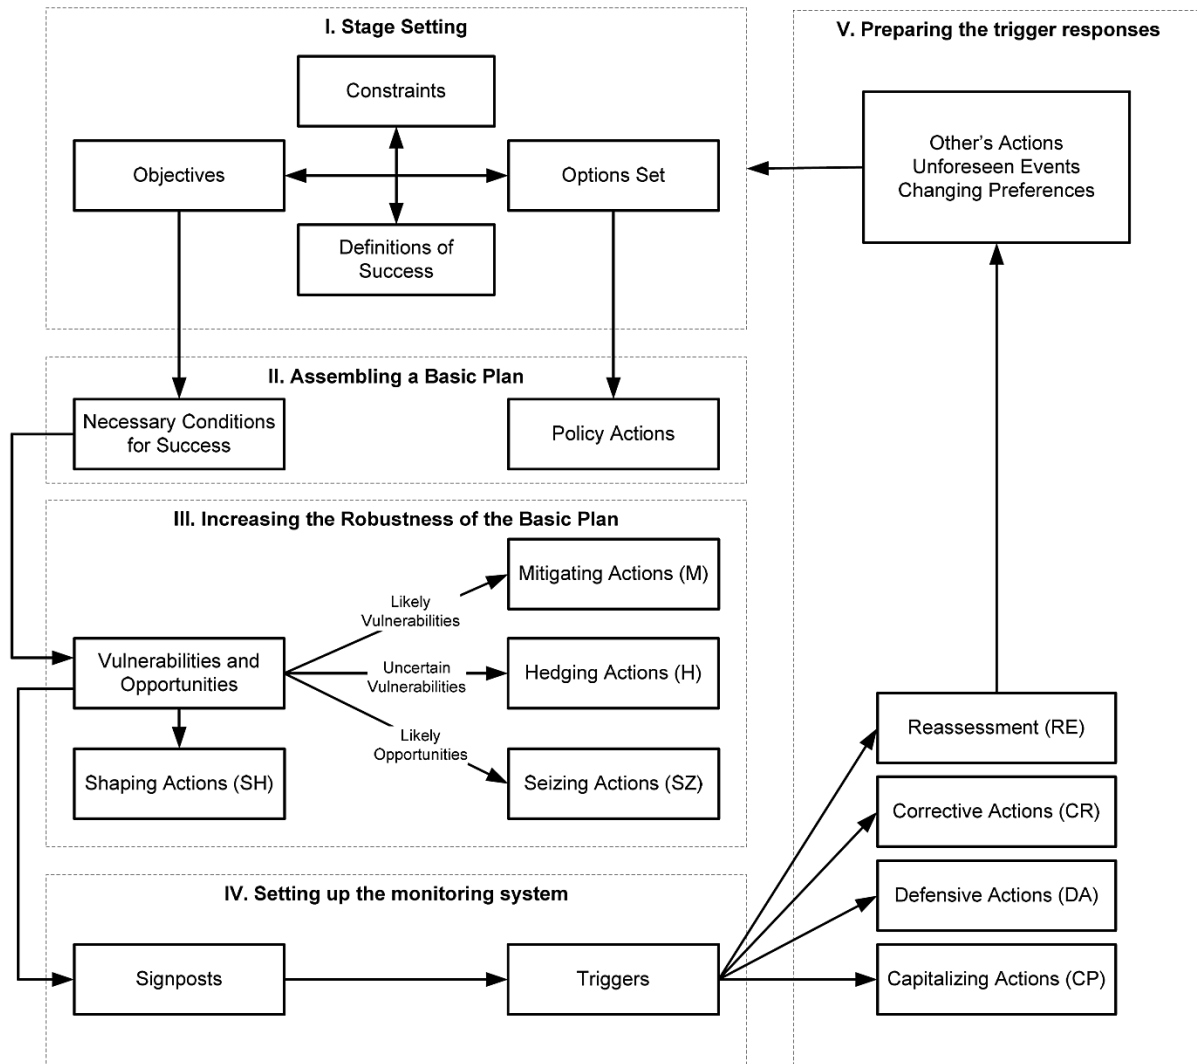 I. Stage Setting
Constraints
Objectives
Options Set
Definitions of
Success
II. Assembling a Basic Plan
Necessary Conditions
for Success
Policy Actions
III. Increasing the Robustness of the Basic Plan
Mitigating Actions (M)
Likely
Vulnerabilities
Vulnerabilities and
Opportunities
Uncertain
Vulnerabilities
Hedging Actions (H)
Likely
Opportunities
Shaping Actions (SH)
Seizing Actions (SZ)
IV. Setting up the monitoring system
Signposts
Triggers
V. Preparing the trigger responses
Other's Actions
Unforeseen Events
Changing Preferences
Reassessment (RE)
Corrective Actions (CR)
Defensive Actions (DA)
Capitalizing Actions (CP)